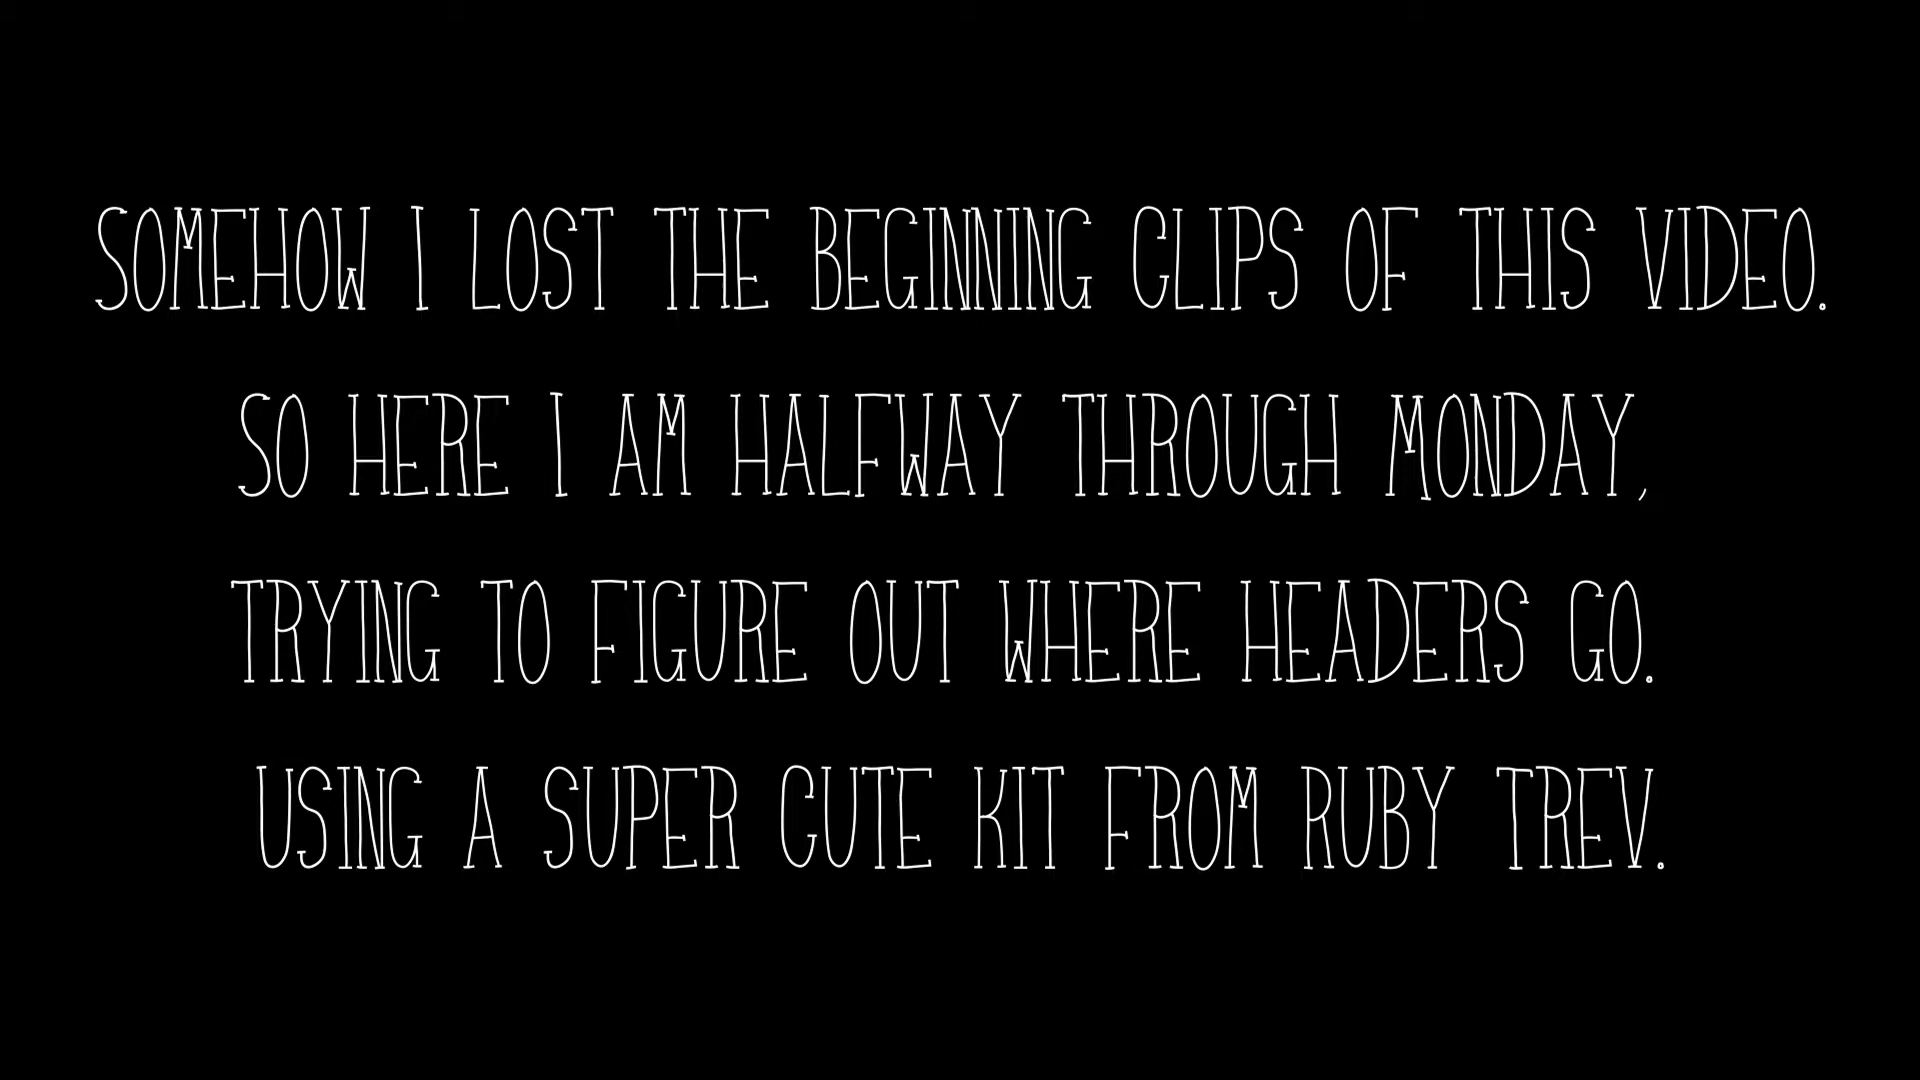 SOMEHOW I LOST THE BEGINNING CLIPS OF THIS VIDEO.
SO HERE I AM HALFWAY THROUGH MONDAY,
TRYING TO FIGURE OUT WHERE HEADERS GO.
USING A SUPER CUTE KIT FROM RUBY TREV.